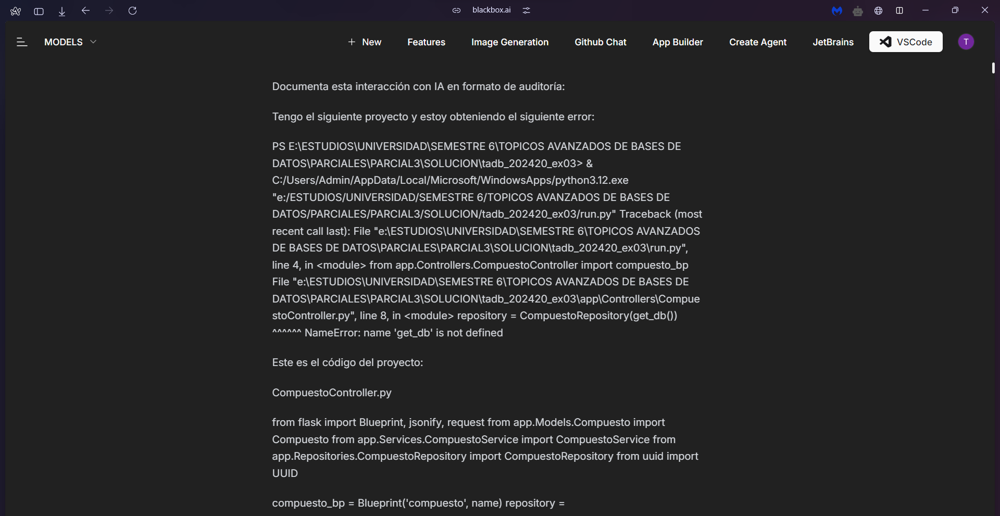 blackbox.ai
MODELS
New
Features
Image Generation
Github Chat
App Builder
Create Agent
JetBrains
VSCode
T
Documenta esta interacción con IA en formato de auditoría:
Tengo el siguiente proyecto y estoy obteniendo el siguiente error:
PS E:\ESTUDIOS\UNIVERSIDAD\SEMESTRE 6\TOPICOS AVANZADOS DE BASES DE
DATOS\PARCIALES\PARCIAL3\SOLUCION\tadb_202420_ex03> &
C:/Users/Admin/AppData/Local/Microsoft/WindowsApps/python3.12.exe
"e:/ESTUDIOS/UNIVERSIDAD/SEMESTRE 6/TOPICOS AVANZADOS DE BASES DE
DATOS/PARCIALES/PARCIAL3/SOLUCION/tadb_202420_ex03/run.py" Traceback (most
recent call last): File "e:\ESTUDIOS\UNIVERSIDAD\SEMESTRE 6\TOPICOS AVANZADOS
DE BASES DE DATOS\PARCIALES\PARCIAL3\SOLUCION\tadb_202420_ex03\run.py",
line 4, in <module> from app.Controllers.CompuestoController import compuesto_bp
File "e:\ESTUDIOS\UNIVERSIDAD\SEMESTRE 6\TOPICOS AVANZADOS DE BASES DE
DATOS\PARCIALES\PARCIAL3\SOLUCION\tadb_202420_ex03\app\Controllers\Compue
stoController.py", line 8, in <module> repository = CompuestoRepository(get_db())
^^^^^^ NameError: name 'get_db' is not defined
Este es el código del proyecto:
CompuestoController.py
from flask import Blueprint, jsonify, request from app.Models.Compuesto import
Compuesto from app.Services.CompuestoService import CompuestoService from
app.Repositories.CompuestoRepository import CompuestoRepository from uuid import
UUID
compuesto_bp = Blueprint('compuesto', name) repository =